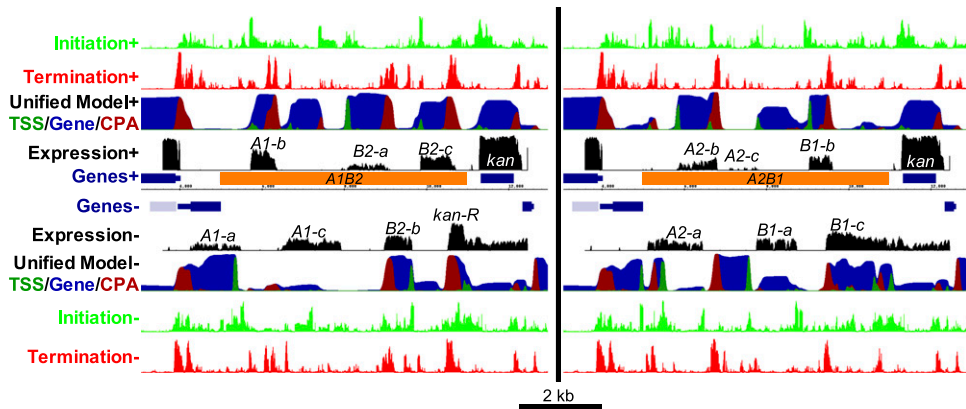 Initiation+
Termination+
Unified Model+
TSS/Gene/CPA
Expression+
A1-b
B2-a
B2-c
kan
A2-b
A2-c
B1-b
kan
Genes+
A1B2
A2B1
Genes-
Expression-
A1-a
A1-c
B2-b
kan-R
A2-a
B1-a
B1-c
Unified Model-
TSS/Gene/CPA
Initiation-
Termination-
2 kb